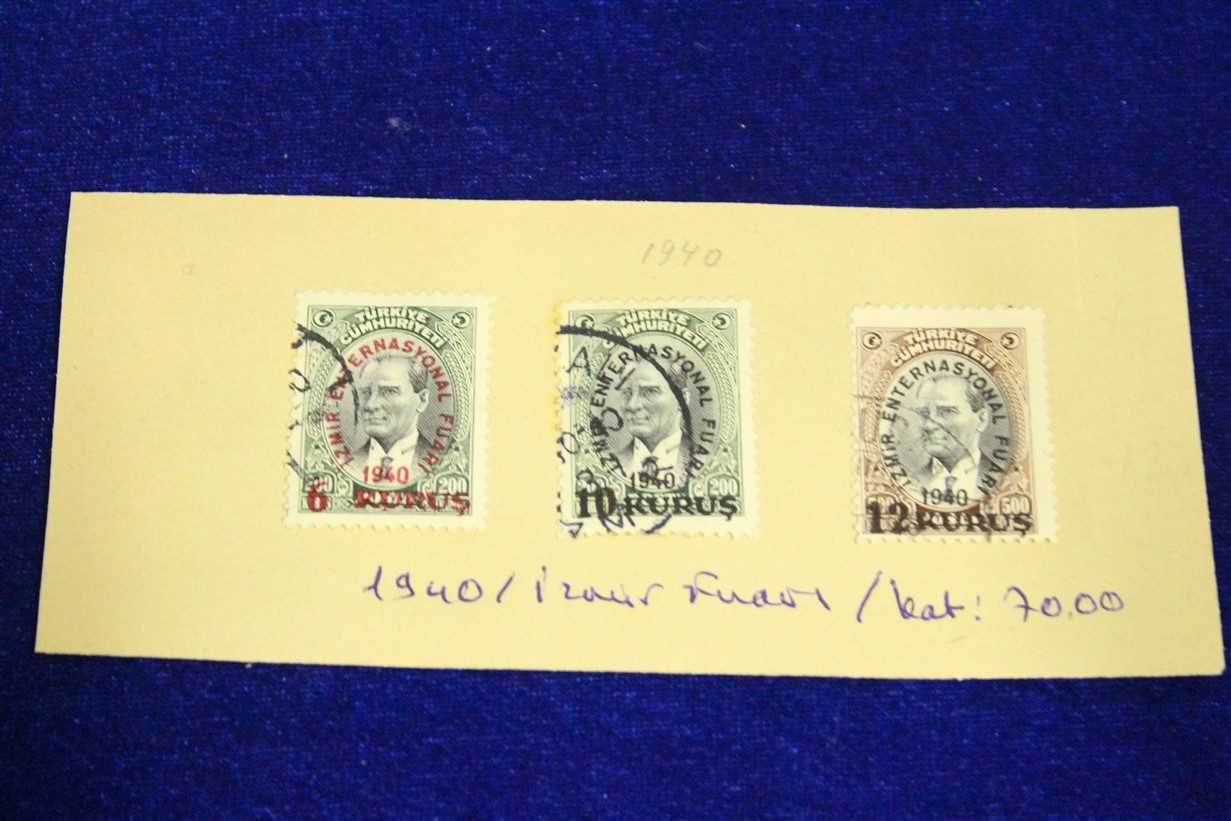 1940
TÜRKİYE
CUMHURİYETİ
İZMİR-ENTERNASYONAL FUARI
1940
200
6 KURUŞ
TÜRKİYE
CUMHURİYETİ
İZMİR-ENTERNASYONAL FUARI
1940
200
10 KURUŞ
TÜRKİYE
CUMHURİYETİ
İZMİR-ENTERNASYONAL FUARI
1940
500
12 KURUŞ
1940/İzmir Fuarı/kat: 70.00